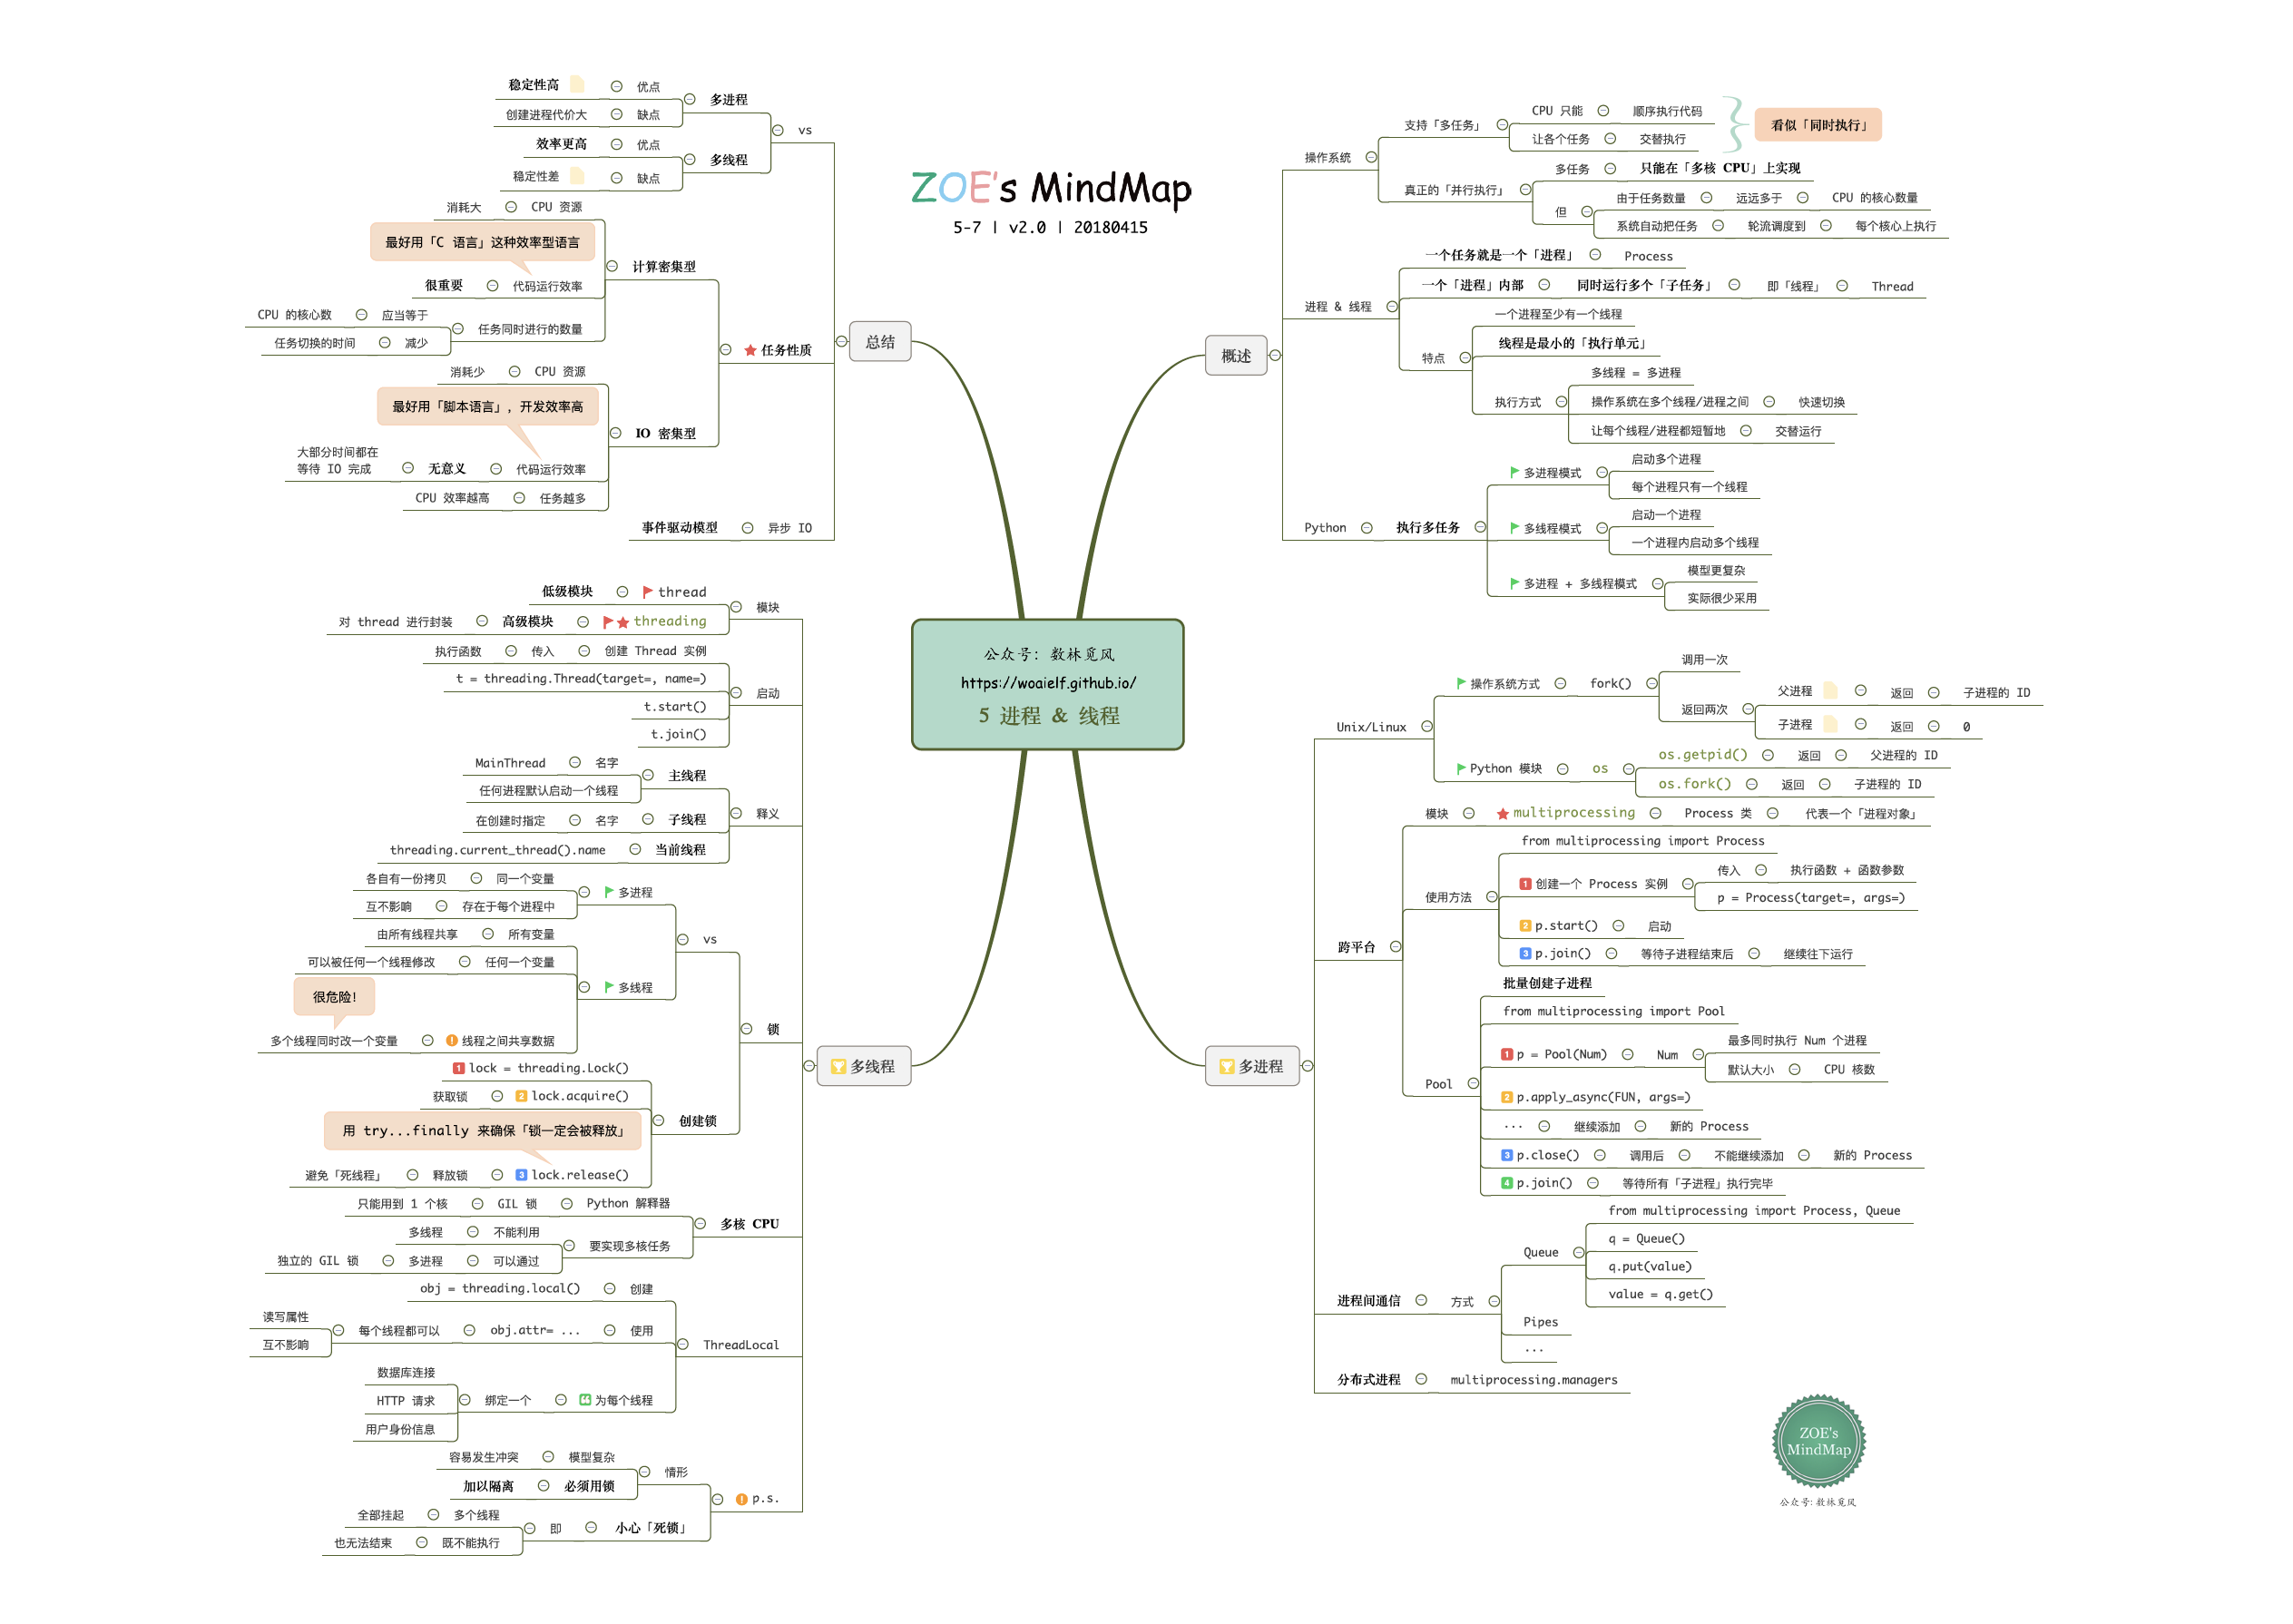 ZOE's MindMap
5-7 | v2.0 | 20180415
公众号: 数林觅风
https://woaielf.github.io/
5 进程 & 线程
概述
操作系统
支持「多任务」
CPU 只能
顺序执行代码
让各个任务
交替执行
看似「同时执行」
真正的「并行执行」
多任务
只能在「多核 CPU」上实现
但
由于任务数量
远远多于
CPU 的核心数量
系统自动把任务
轮流调度到
每个核心上执行
进程 & 线程
一个任务就是一个「进程」
Process
一个「进程」内部
同时运行多个「子任务」
即「线程」
Thread
特点
一个进程至少有一个线程
线程是最小的「执行单元」
执行方式
多线程 = 多进程
操作系统在多个线程/进程之间
快速切换
让每个线程/进程都短暂地
交替运行
Python
执行多任务
多进程模式
启动多个进程
每个进程只有一个线程
多线程模式
启动一个进程
一个进程内启动多个线程
多进程 + 多线程模式
模型更复杂
实际很少采用
多进程
Unix/Linux
操作系统方式
fork()
调用一次
返回两次
父进程
返回
子进程的 ID
子进程
返回
0
Python 模块
os
os.getpid()
返回
父进程的 ID
os.fork()
返回
子进程的 ID
跨平台
模块
multiprocessing
Process 类
代表一个「进程对象」
使用方法
from multiprocessing import Process
1 创建一个 Process 实例
传入
执行函数 + 函数参数
p = Process(target=, args=)
2 p.start()
启动
3 p.join()
等待子进程结束后
继续往下运行
Pool
批量创建子进程
from multiprocessing import Pool
1 p = Pool(Num)
Num
最多同时执行 Num 个进程
默认大小
CPU 核数
2 p.apply_async(FUN, args=)
...
继续添加
新的 Process
3 p.close()
调用后
不能继续添加
新的 Process
4 p.join()
等待所有「子进程」执行完毕
进程间通信
方式
Queue
from multiprocessing import Process, Queue
q = Queue()
q.put(value)
value = q.get()
Pipes
...
分布式进程
multiprocessing.managers
多线程
模块
thread
低级模块
threading
高级模块
对 thread 进行封装
启动
创建 Thread 实例
传入
执行函数
t = threading.Thread(target=, name=)
t.start()
t.join()
释义
主线程
名字
MainThread
任何进程默认启动一个线程
子线程
名字
在创建时指定
当前线程
threading.current_thread().name
锁
vs
多进程
同一个变量
各自有一份拷贝
存在于每个进程中
互不影响
多线程
所有变量
由所有线程共享
任何一个变量
可以被任何一个线程修改
线程之间共享数据
多个线程同时改一个变量
很危险!
创建锁
1 lock = threading.Lock()
2 lock.acquire()
获取锁
3 lock.release()
释放锁
避免「死线程」
用 try...finally 来确保「锁一定会被释放」
多核 CPU
Python 解释器
GIL 锁
只能用到 1 个核
要实现多核任务
不能利用
多线程
可以通过
多进程
独立的 GIL 锁
ThreadLocal
创建
obj = threading.local()
使用
obj.attr= ...
每个线程都可以
读写属性
互不影响
为每个线程
绑定一个
数据库连接
HTTP 请求
用户身份信息
p.s.
情形
模型复杂
容易发生冲突
必须用锁
加以隔离
小心「死锁」
即
多个线程
全部挂起
既不能执行
也无法结束
总结
vs
多进程
优点
稳定性高
缺点
创建进程代价大
多线程
优点
效率更高
缺点
稳定性差
任务性质
计算密集型
CPU 资源
消耗大
代码运行效率
很重要
最好用「C 语言」这种效率型语言
任务同时进行的数量
应当等于
CPU 的核心数
减少
任务切换的时间
IO 密集型
CPU 资源
消耗少
代码运行效率
无意义
大部分时间都在
等待 IO 完成
最好用「脚本语言」, 开发效率高
任务越多
CPU 效率越高
异步 IO
事件驱动模型
ZOE's
MindMap
公众号: 数林觅风